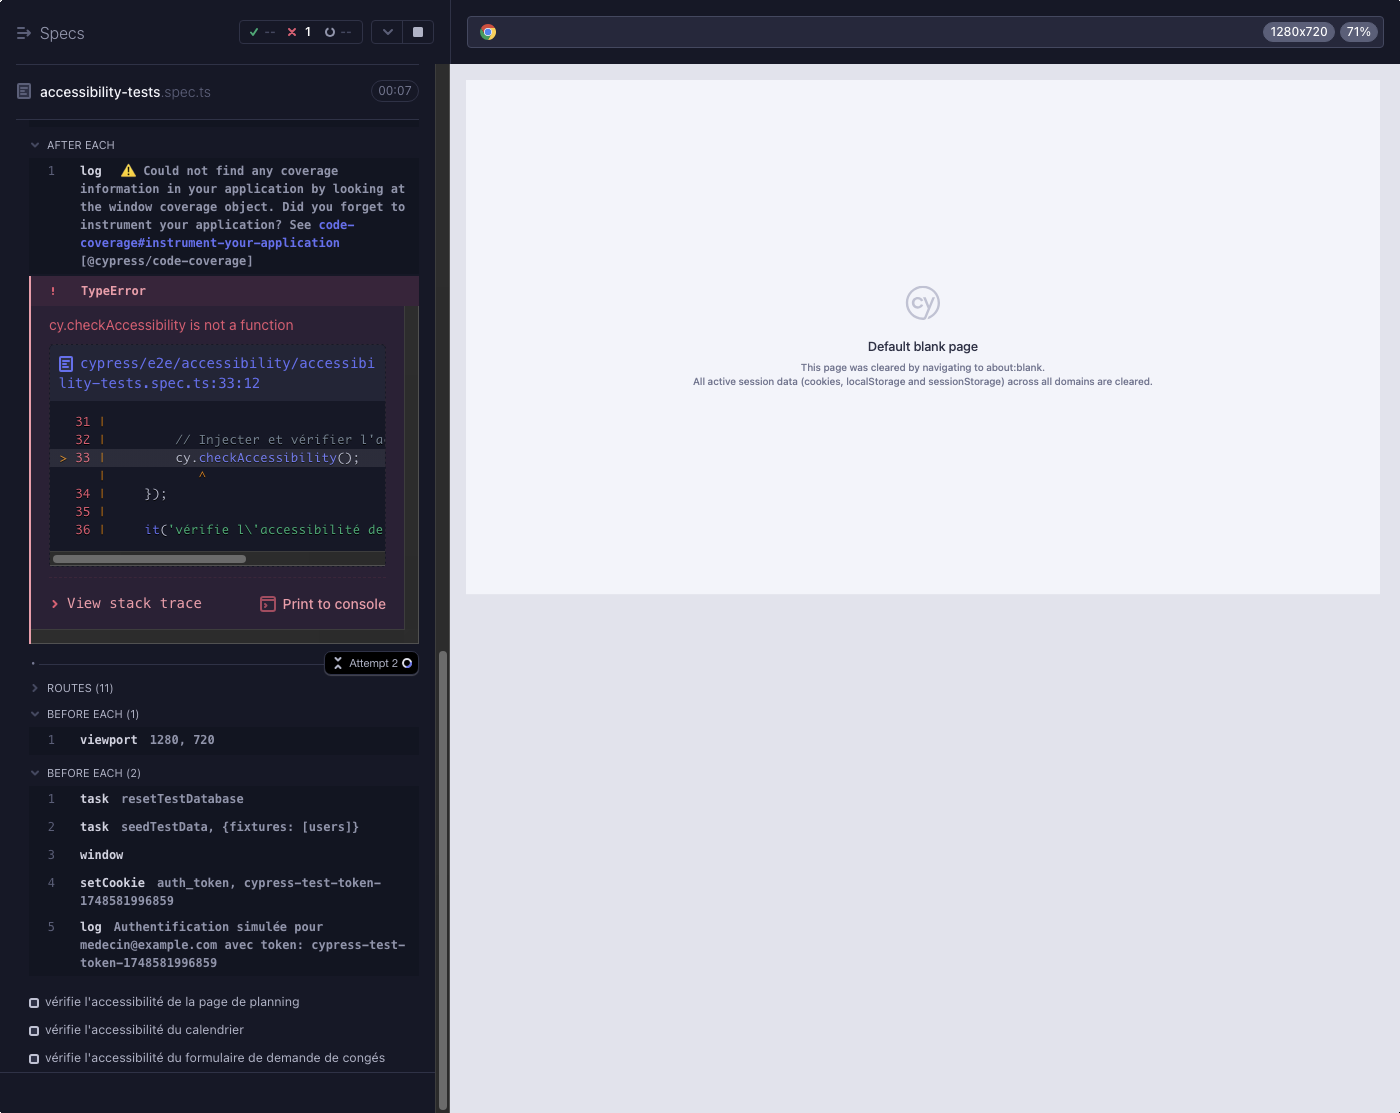 Specs
-- 1 --
1280x720 71%
accessibility-tests.spec.ts 00:07
AFTER EACH
1 log ⚠️ Could not find any coverage
information in your application by looking at
the window coverage object. Did you forget to
instrument your application? See code-
coverage#instrument-your-application
[@cypress/code-coverage]
! TypeError
cy.checkAccessibility is not a function
cypress/e2e/accessibility/accessibi
lity-tests.spec.ts:33:12
31 |
32 | // Injecter et vérifier l'a
> 33 | cy.checkAccessibility();
| ^
34 | });
35 |
36 | it('vérifie l\'accessibilité de
View stack trace Print to console
Attempt 2
ROUTES (11)
BEFORE EACH (1)
1 viewport 1280, 720
BEFORE EACH (2)
1 task resetTestDatabase
2 task seedTestData, {fixtures: [users]}
3 window
4 setCookie auth_token, cypress-test-token-
1748581996859
5 log Authentification simulée pour
medecin@example.com avec token: cypress-test-
token-1748581996859
vérifie l'accessibilité de la page de planning
vérifie l'accessibilité du calendrier
vérifie l'accessibilité du formulaire de demande de congés
cy
Default blank page
This page was cleared by navigating to about:blank.
All active session data (cookies, localStorage and sessionStorage) across all domains are cleared.